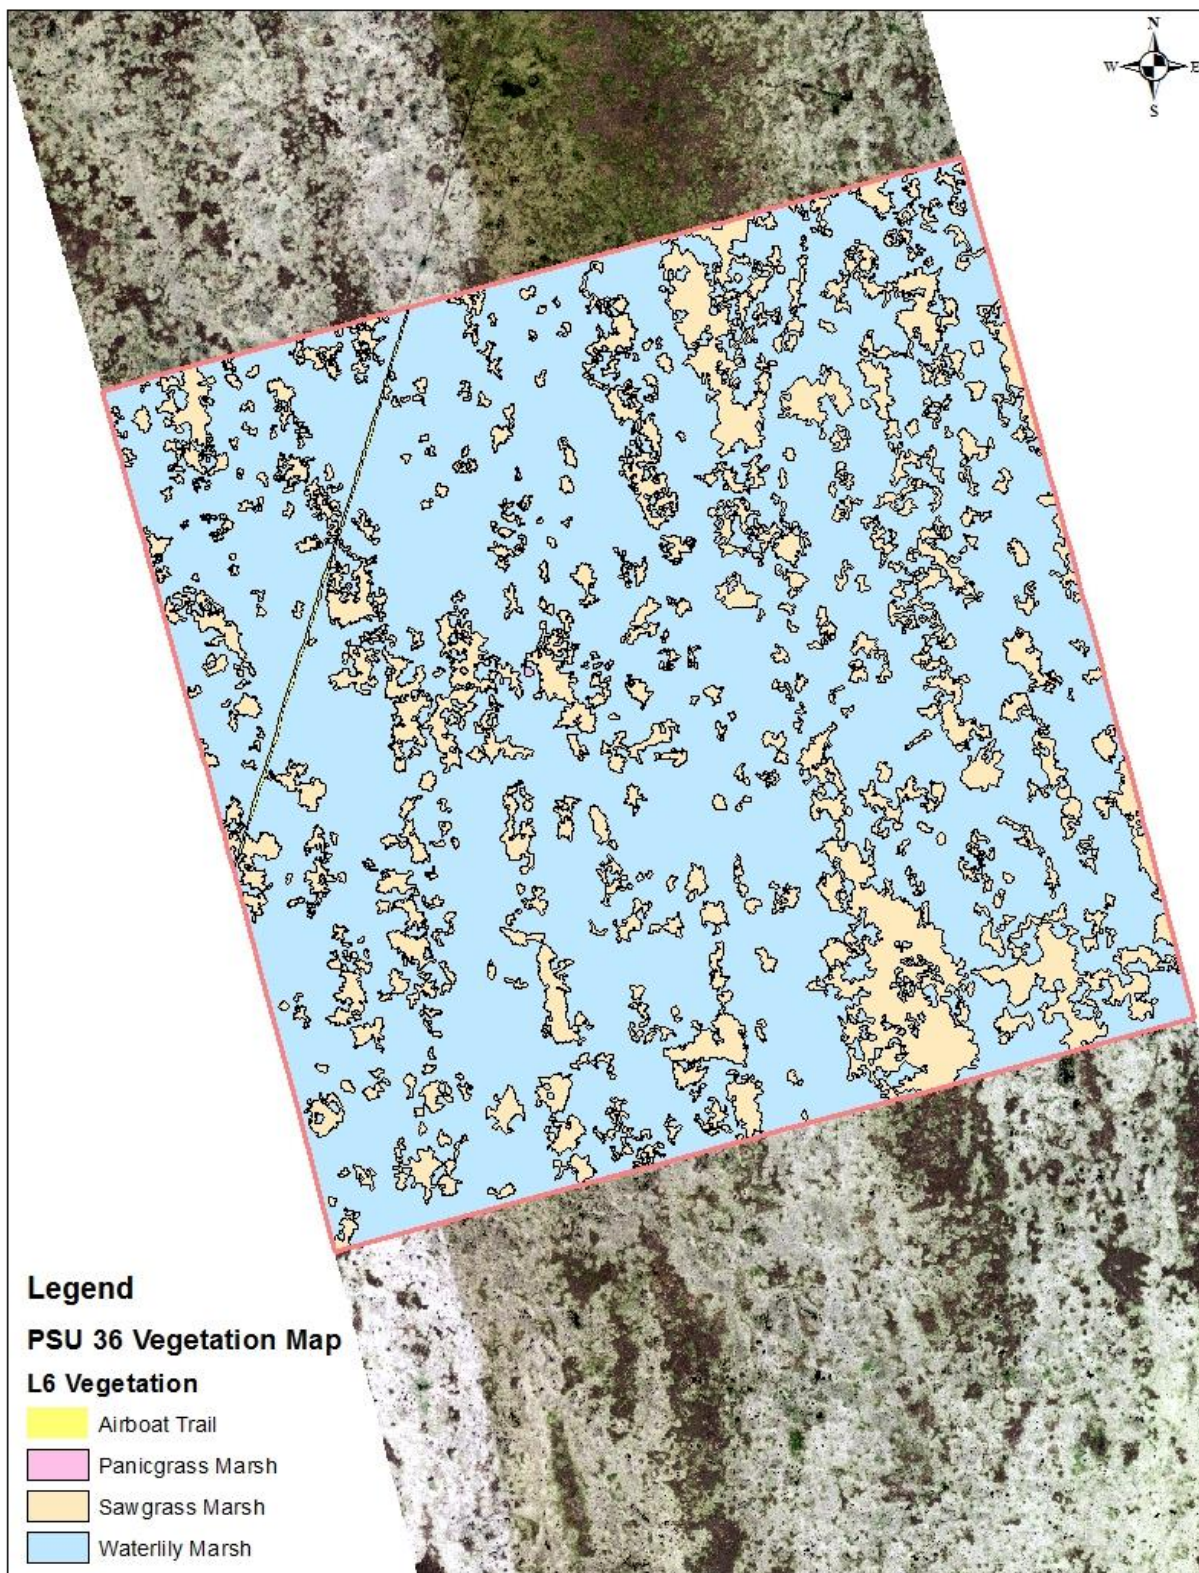 N
W E
S
Legend
PSU 36 Vegetation Map
L6 Vegetation
Airboat Trail
Panicgrass Marsh
Sawgrass Marsh
Waterlily Marsh